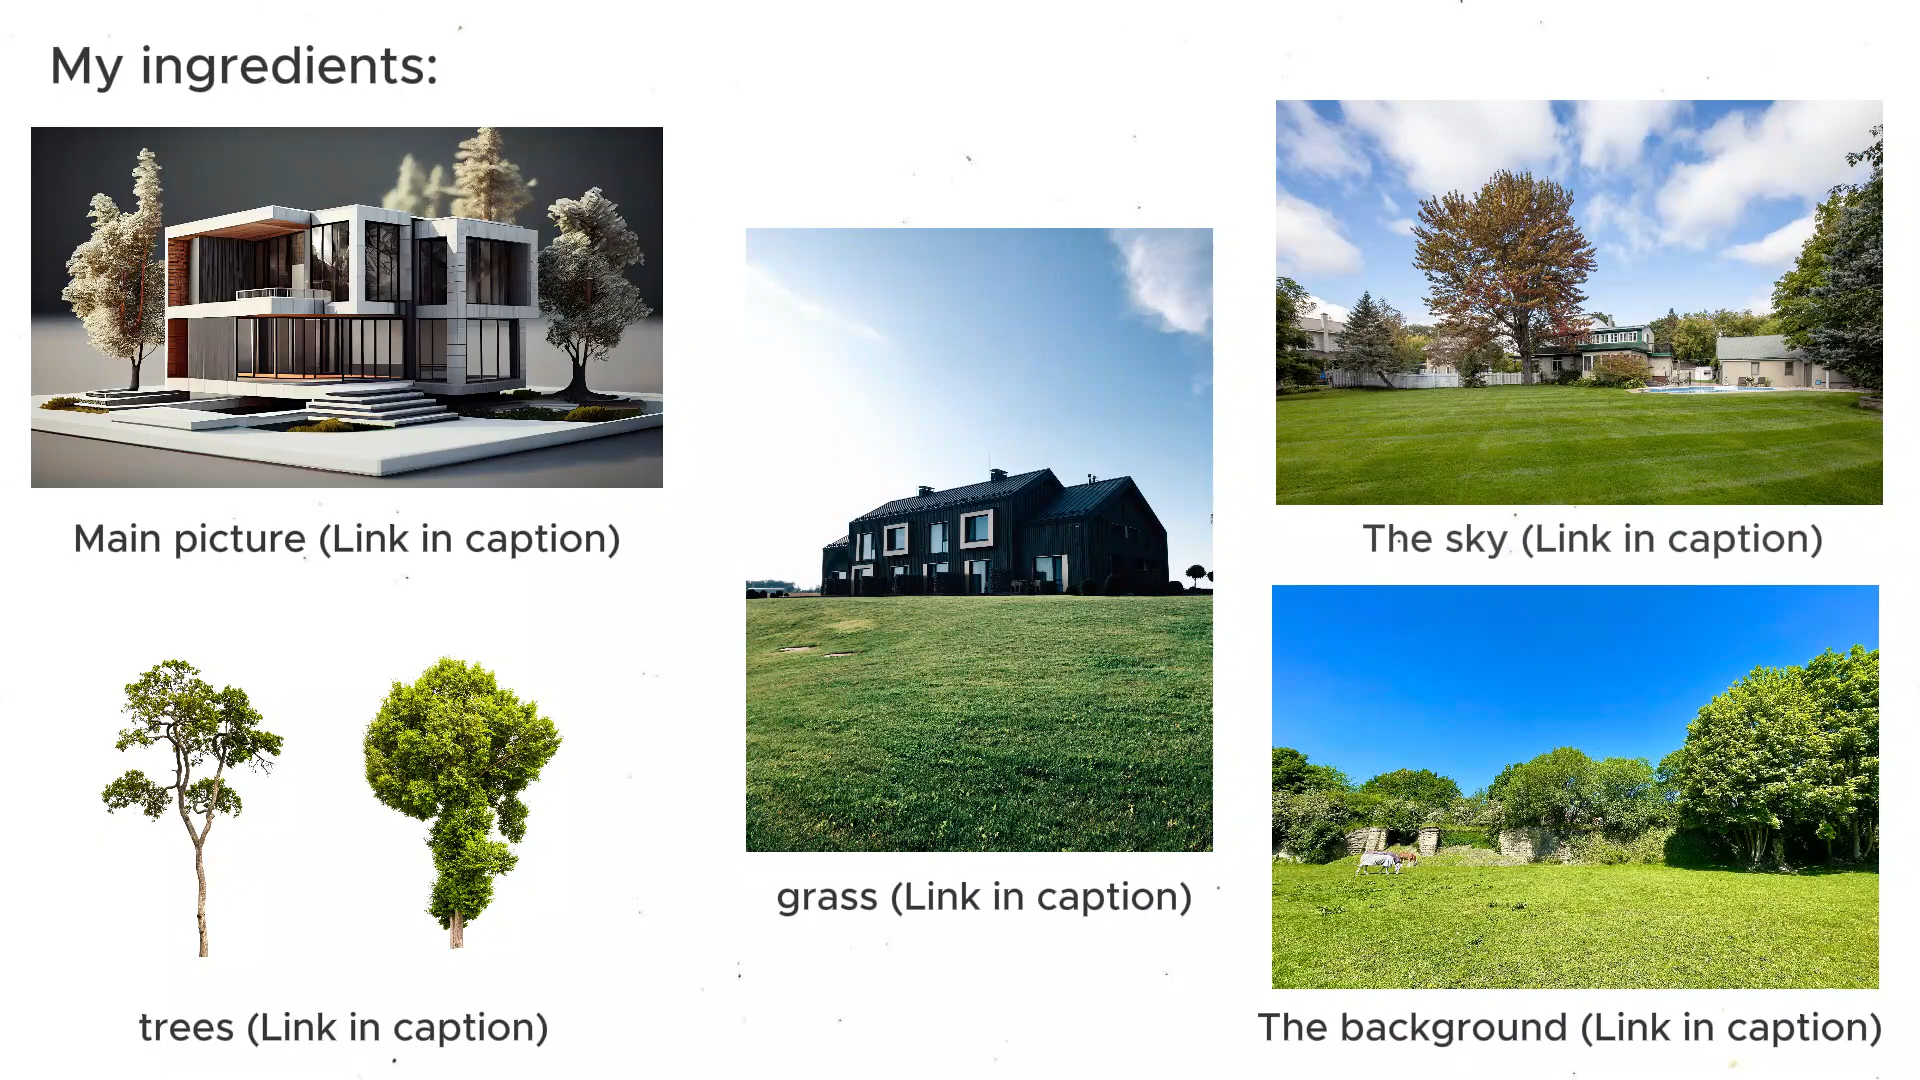 My ingredients:
Main picture (Link in caption)
The sky (Link in caption)
grass (Link in caption)
trees (Link in caption)
The background (Link in caption)